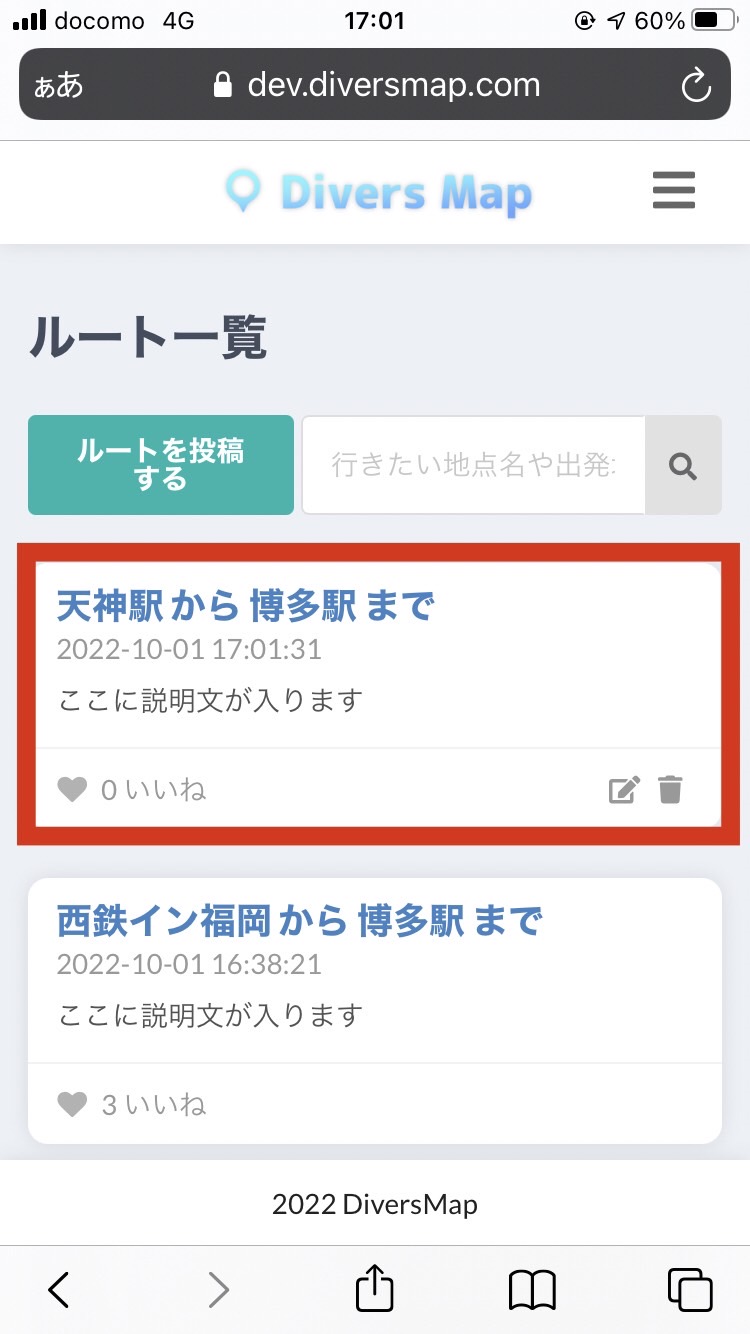 docomo 4G 17:01 60%
ぁあ dev.diversmap.com
Divers Map
ルート一覧
ルートを投稿
する
行きたい地点名や出発
天神駅 から 博多駅 まで
2022-10-01 17:01:31
ここに説明文が入ります
0 いいね
西鉄イン福岡 から 博多駅 まで
2022-10-01 16:38:21
ここに説明文が入ります
3 いいね
2022 DiversMap